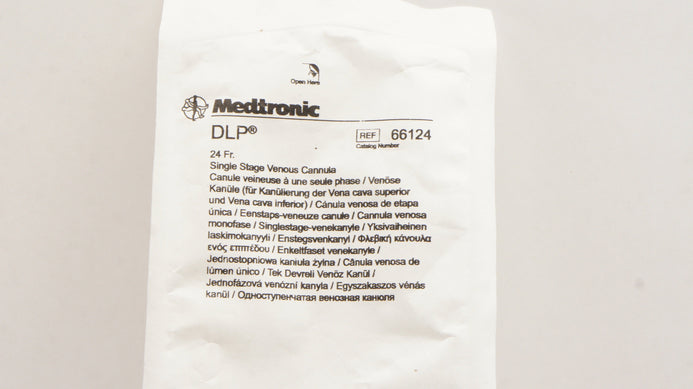 Open Here
Medtronic
DLP®
REF 66124
Catalog Number
24 Fr.
Single Stage Venous Cannula
Canule veineuse à une seule phase / Venöse
Kanüle (für Kanülierung der Vena cava superior
und Vena cava inferior) / Cánula venosa de etapa
única / Eenstaps-veneuze canule / Cannula venosa
monofase / Singlestage-venekanyle / Yksivaiheinen
laskimokanyyli / Enstegsvenkanyl / Φλεβική κάνουλα
ενός επιπέδου / Enkeltfaset venekanyle /
Jednostopniowa kaniula żylna / Cânula venosa de
lúmen único / Tek Devreli Venöz Kanül /
Jednofázová venózní kanyla / Egyszakaszos vénás
kanül / Одноступенчатая венозная канюля